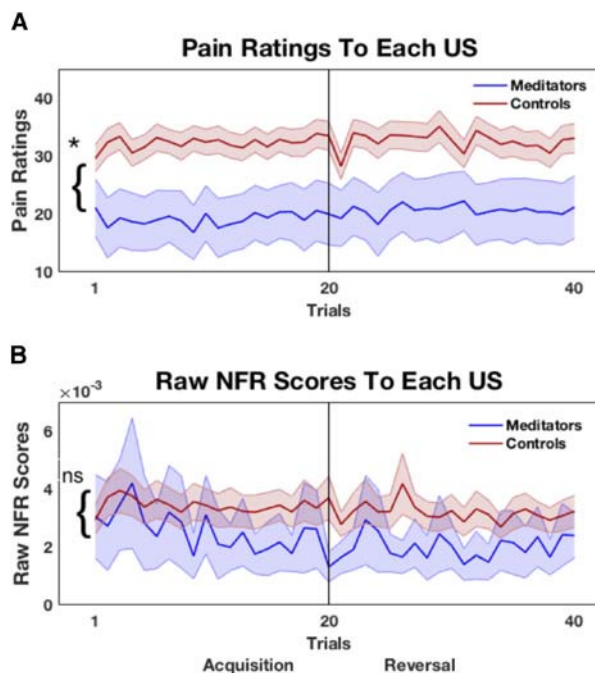 A
Pain Ratings To Each US
Meditators
Controls
Pain Ratings
*
{
40
30
20
10
1
20
40
Trials
B
×10⁻³
Raw NFR Scores To Each US
Meditators
Controls
Raw NFR Scores
ns
{
6
4
2
0
1
20
40
Trials
Acquisition
Reversal